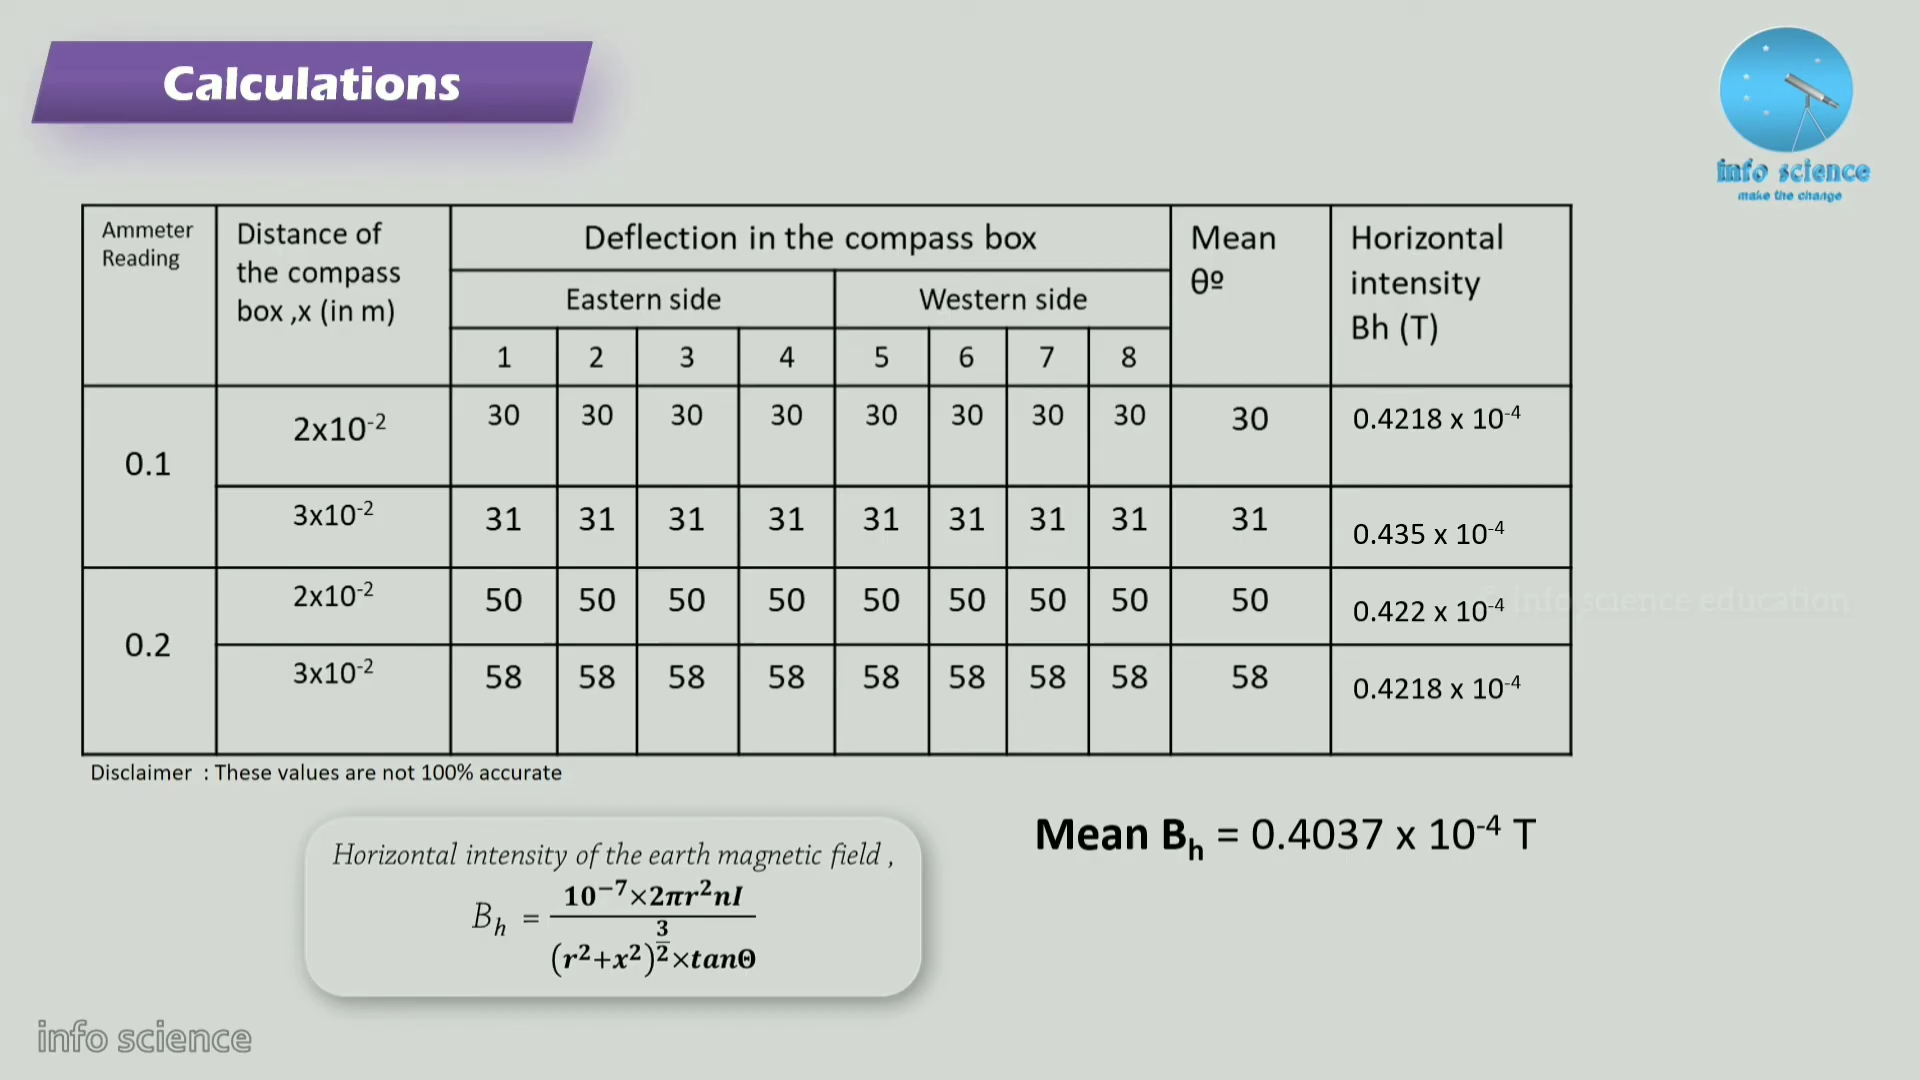 Calculations
info science
make the change
Ammeter Reading
Distance of the compass box ,x (in m)
Deflection in the compass box
Mean θº
Horizontal intensity Bh (T)
Eastern side
Western side
1 2 3 4 5 6 7 8
0.1
2x10⁻² 30 30 30 30 30 30 30 30 30 0.4218 x 10⁻⁴
3x10⁻² 31 31 31 31 31 31 31 31 31 0.435 x 10⁻⁴
0.2
2x10⁻² 50 50 50 50 50 50 50 50 50 0.422 x 10⁻⁴
3x10⁻² 58 58 58 58 58 58 58 58 58 0.4218 x 10⁻⁴
info science education
Disclaimer : These values are not 100% accurate
Mean Bₕ = 0.4037 x 10⁻⁴ T
Horizontal intensity of the earth magnetic field ,
Bₕ = 10⁻⁷×2πr²nI / (r²+x²)^(3/2)×tanΘ
info science